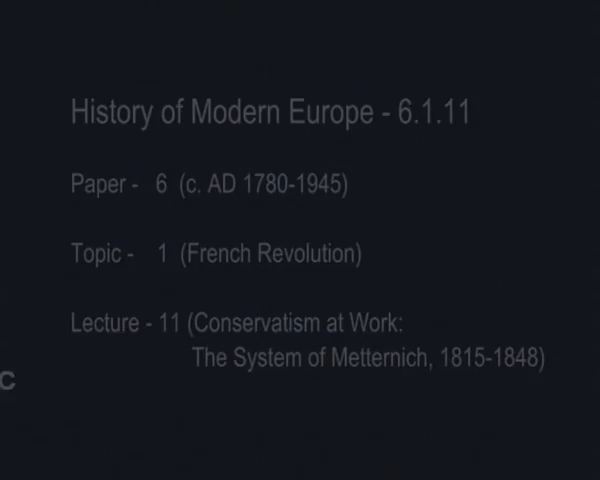 History of Modern Europe - 6.1.11
Paper - 6 (c. AD 1780-1945)
Topic - 1 (French Revolution)
Lecture - 11 (Conservatism at Work:
The System of Metternich, 1815-1848)
C